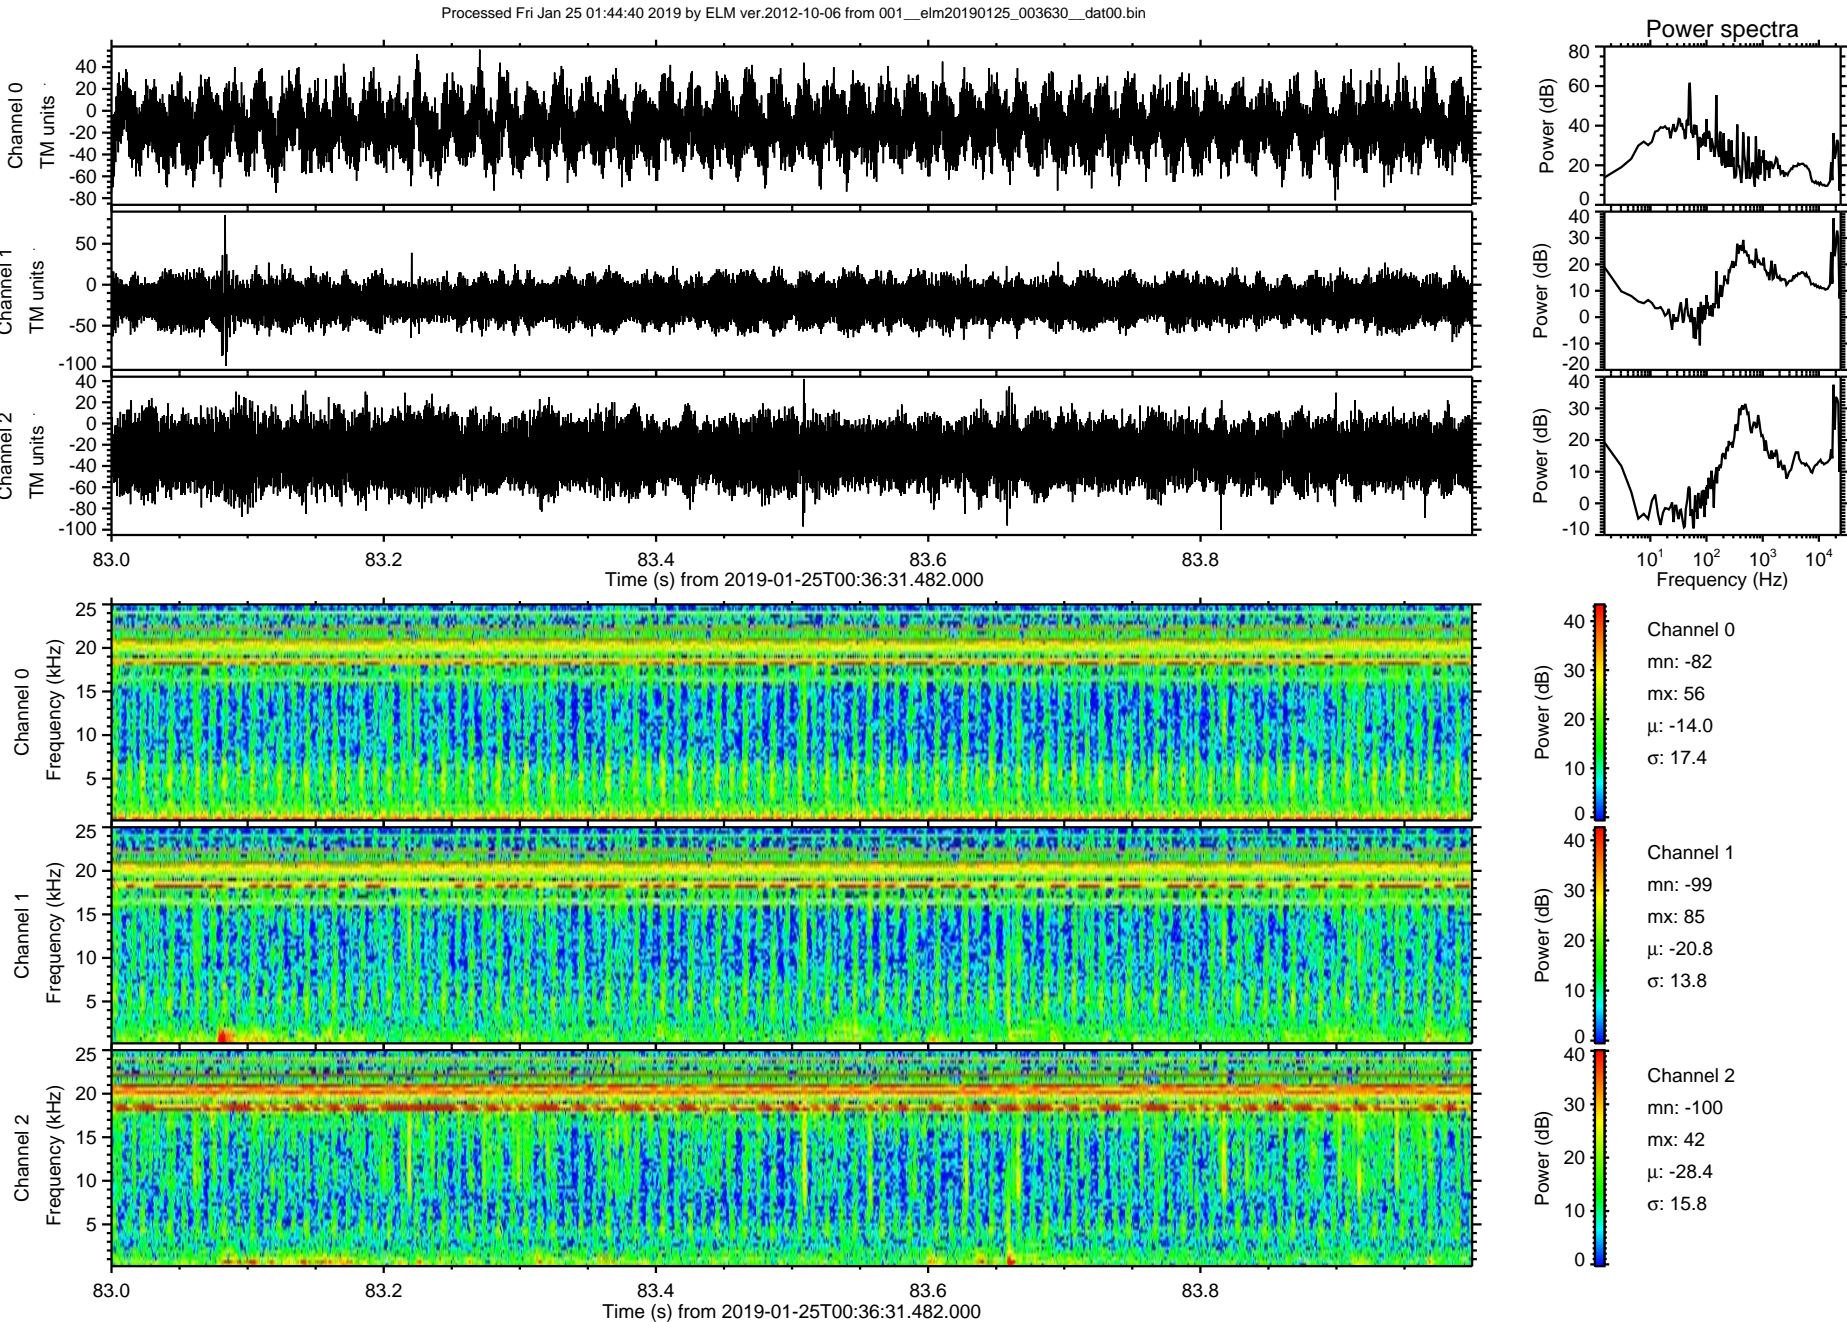 Processed Fri Jan 25 01:44:40 2019 by ELM ver.2012-10-06 from 001__elm20190125_003630__dat00.bin
Power spectra
Channel 0
TM units
40
20
0
-20
-40
-60
-80
Power (dB)
80
60
40
20
0
Channel 1
TM units
50
0
-50
-100
Power (dB)
40
30
20
10
0
-10
-20
Channel 2
TM units
40
20
0
-20
-40
-60
-80
-100
Power (dB)
40
30
20
10
0
-10
83.0 83.2 83.4 83.6 83.8
Time (s) from 2019-01-25T00:36:31.482.000
10¹ 10² 10³ 10⁴
Frequency (Hz)
Channel 0
Frequency (kHz)
25
20
15
10
5
Power (dB)
40
30
20
10
0
Channel 0
mn: -82
mx: 56
μ: -14.0
σ: 17.4
Channel 1
Frequency (kHz)
25
20
15
10
5
Power (dB)
40
30
20
10
0
Channel 1
mn: -99
mx: 85
μ: -20.8
σ: 13.8
Channel 2
Frequency (kHz)
25
20
15
10
5
Power (dB)
40
30
20
10
0
Channel 2
mn: -100
mx: 42
μ: -28.4
σ: 15.8
83.0 83.2 83.4 83.6 83.8
Time (s) from 2019-01-25T00:36:31.482.000